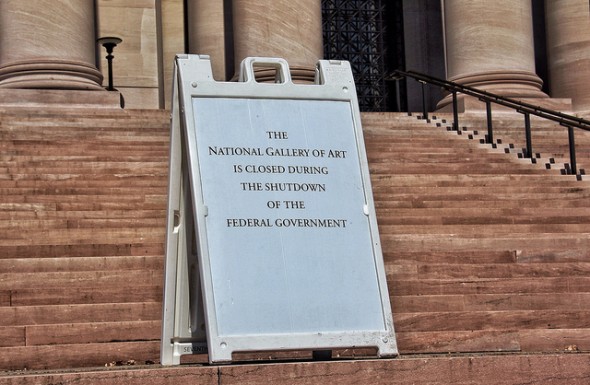 THE
NATIONAL GALLERY OF ART
IS CLOSED DURING
THE SHUTDOWN
OF THE
FEDERAL GOVERNMENT